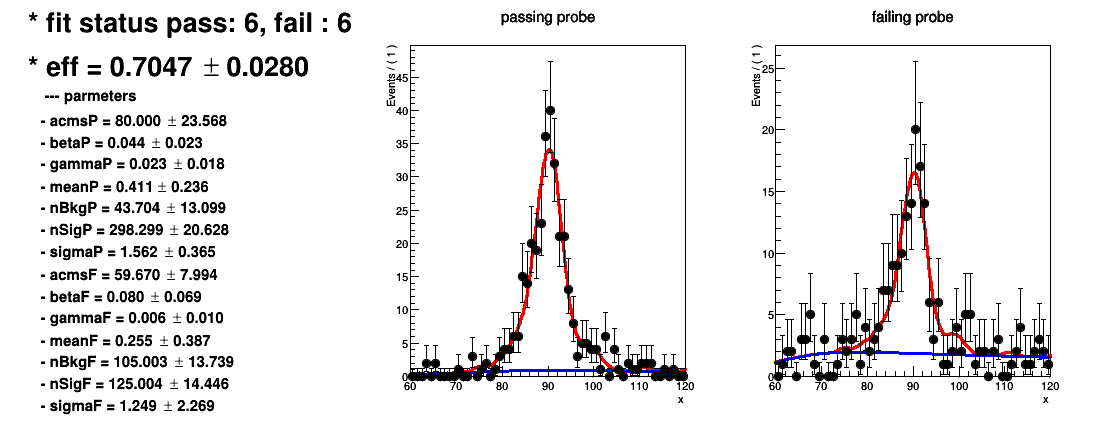 * fit status pass: 6, fail : 6
* eff = 0.7047 ± 0.0280
--- parmeters
- acmsP = 80.000 ± 23.568
- betaP = 0.044 ± 0.023
- gammaP = 0.023 ± 0.018
- meanP = 0.411 ± 0.236
- nBkgP = 43.704 ± 13.099
- nSigP = 298.299 ± 20.628
- sigmaP = 1.562 ± 0.365
- acmsF = 59.670 ± 7.994
- betaF = 0.080 ± 0.069
- gammaF = 0.006 ± 0.010
- meanF = 0.255 ± 0.387
- nBkgF = 105.003 ± 13.739
- nSigF = 125.004 ± 14.446
- sigmaF = 1.249 ± 2.269
passing probe
Events / ( 1 )
45
40
35
30
25
20
15
10
5
0
60 70 80 90 100 110 120
x
failing probe
Events / ( 1 )
25
20
15
10
5
0
60 70 80 90 100 110 120
x